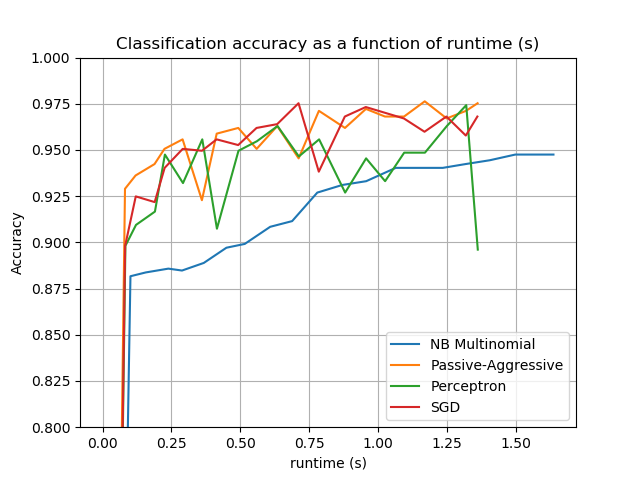 Classification accuracy as a function of runtime (s)
1.000
0.975
0.950
0.925
0.900
0.875
0.850
0.825
0.800
Accuracy
NB Multinomial
Passive-Aggressive
Perceptron
SGD
0.00 0.25 0.50 0.75 1.00 1.25 1.50
runtime (s)